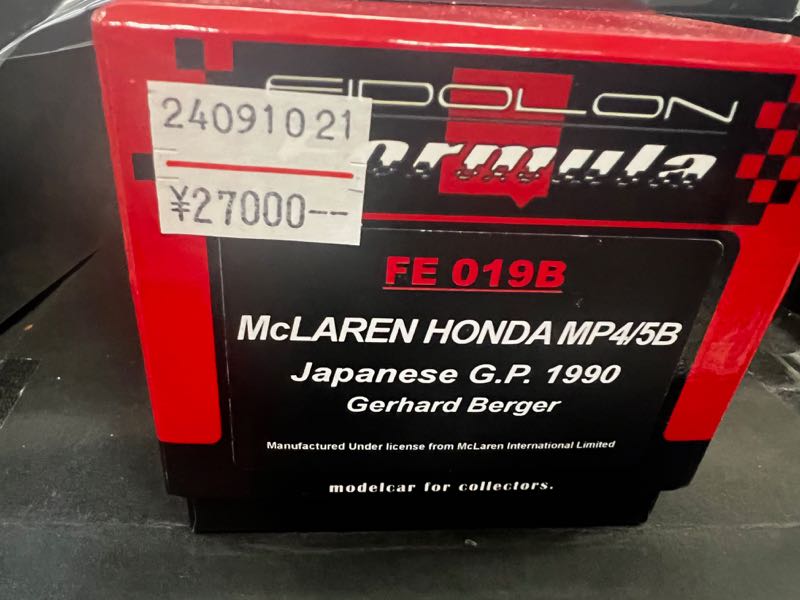 EIDOLON
ormula
24091021
¥27000--
FE 019B
McLAREN HONDA MP4/5B
Japanese G.P. 1990
Gerhard Berger
Manufactured Under license from McLaren International Limited
modelcar for collectors.